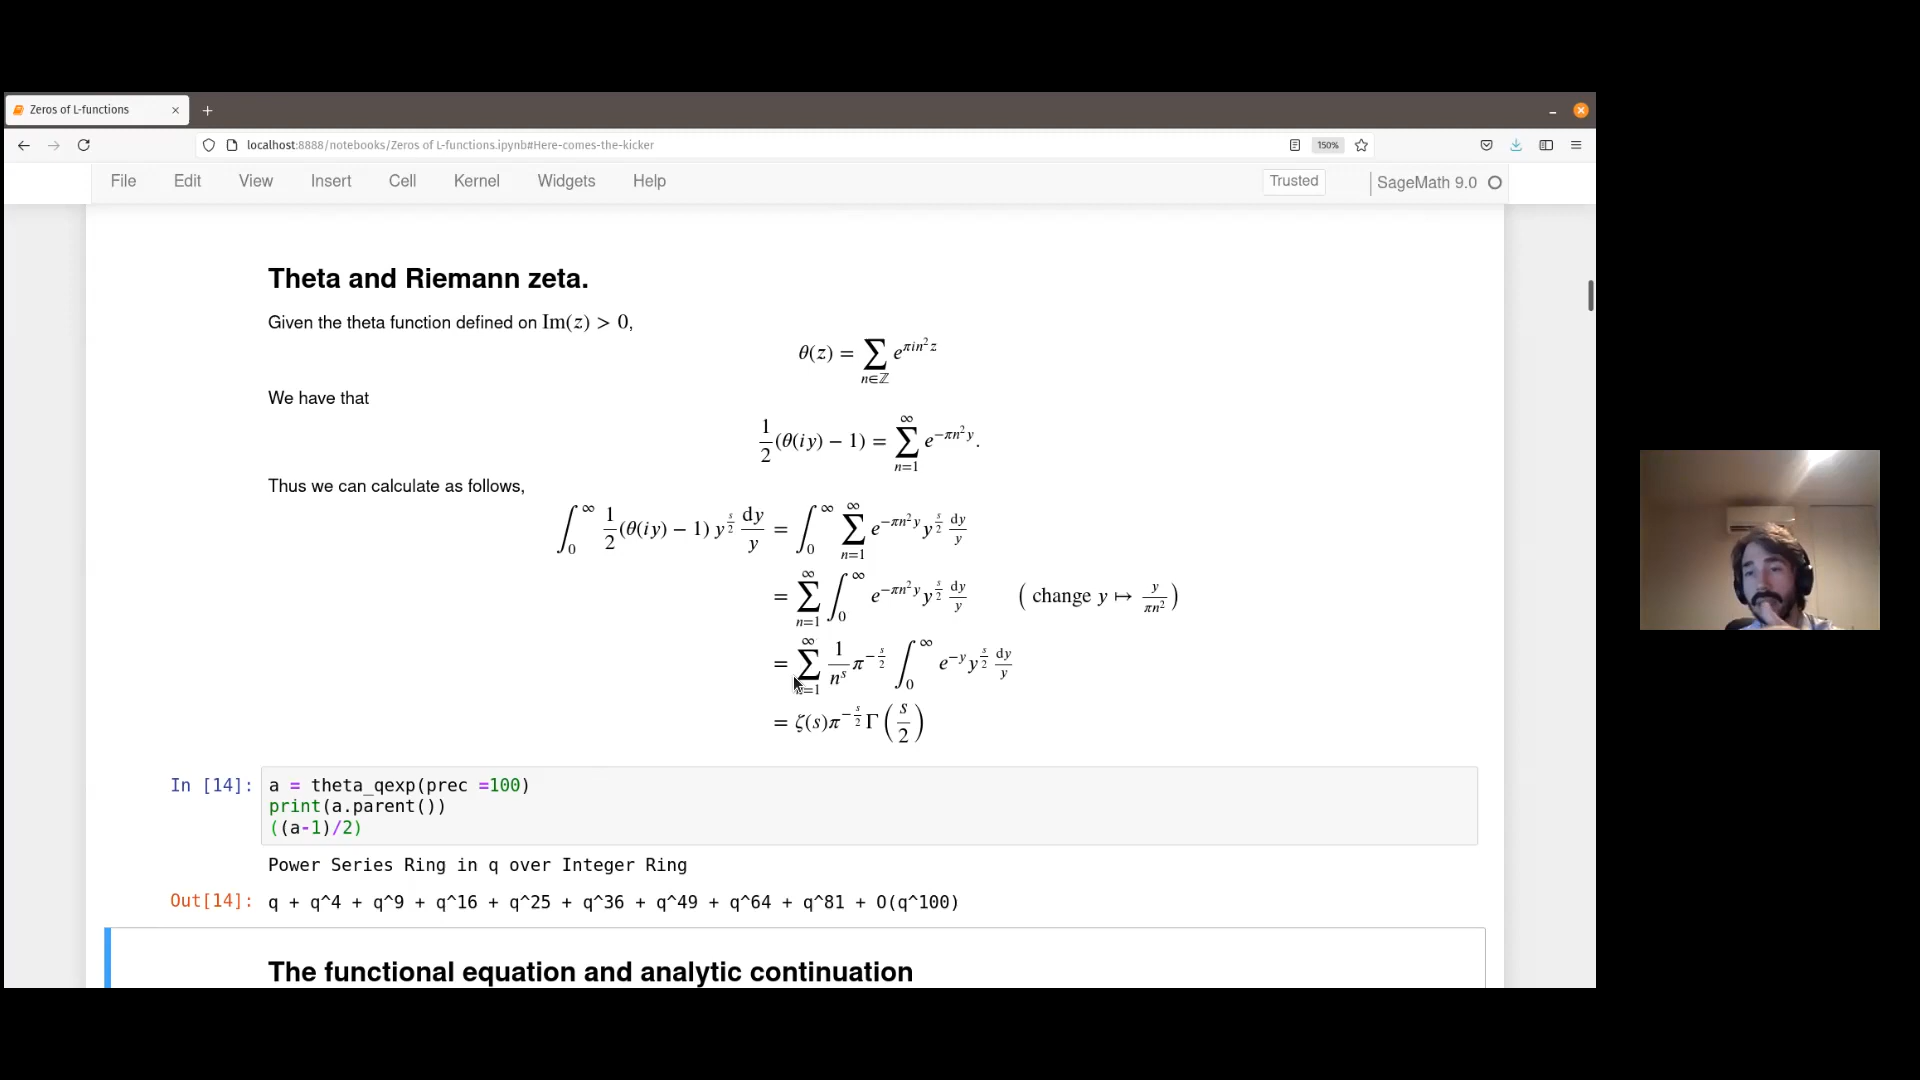 Zeros of L-functions
localhost:8888/notebooks/Zeros of L-functions.ipynb#Here-comes-the-kicker
150%
File Edit View Insert Cell Kernel Widgets Help Trusted SageMath 9.0
Theta and Riemann zeta.
Given the theta function defined on Im(z) > 0,
θ(z) = ∑_{n∈ℤ} e^{πin²z}
We have that
1/2 (θ(iy) − 1) = ∑_{n=1}^{∞} e^{−πn²y}.
Thus we can calculate as follows,
∫_0^∞ 1/2 (θ(iy) − 1) y^{s/2} dy/y = ∫_0^∞ ∑_{n=1}^{∞} e^{−πn²y} y^{s/2} dy/y
= ∑_{n=1}^{∞} ∫_0^∞ e^{−πn²y} y^{s/2} dy/y ( change y ↦ y/πn² )
= ∑_{n=1}^{∞} 1/n^s π^{−s/2} ∫_0^∞ e^{−y} y^{s/2} dy/y
= ζ(s)π^{−s/2} Γ(s/2)
In [14]: a = theta_qexp(prec =100)
print(a.parent())
((a-1)/2)
Power Series Ring in q over Integer Ring
Out[14]: q + q^4 + q^9 + q^16 + q^25 + q^36 + q^49 + q^64 + q^81 + O(q^100)
The functional equation and analytic continuation